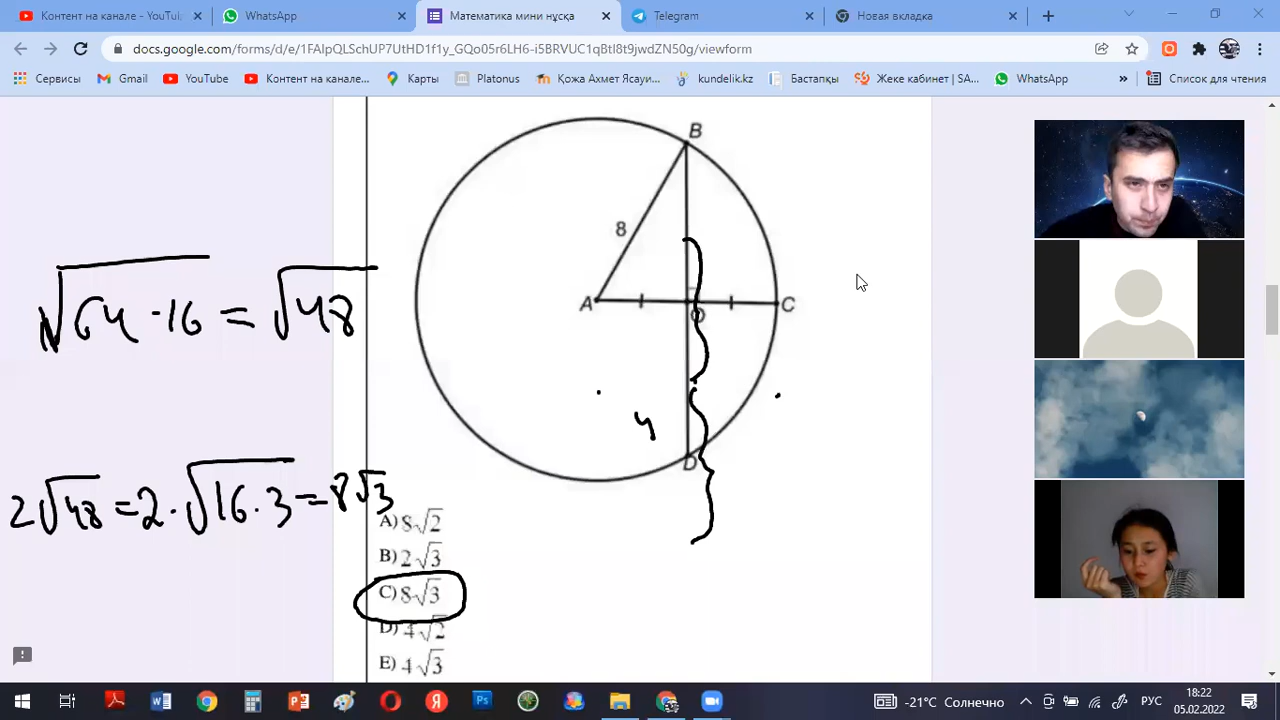 Контент на канале - YouTu
WhatsApp
Математика мини нұсқа
Telegram
Новая вкладка
docs.google.com/forms/d/e/1FAIpQLSchUP7UtHD1f1y_GQo05r6LH6-i5BRVUC1qBtl8t9jwdZN50g/viewform
Сервисы
Gmail
YouTube
Контент на канале...
Карты
Platonus
Қожа Ахмет Ясауи...
kundelik.kz
Бастапқы
Жеке кабинет | SA...
WhatsApp
»
Список для чтения
B
8
A
C
D
4
√64-16 = √48
2√48 = 2·√16·3 = 8√3
A) 8√2
B) 2√3
C) 8√3
D) 4√2
E) 4√3
-21°C Солнечно
РУС
18:22
05.02.2022